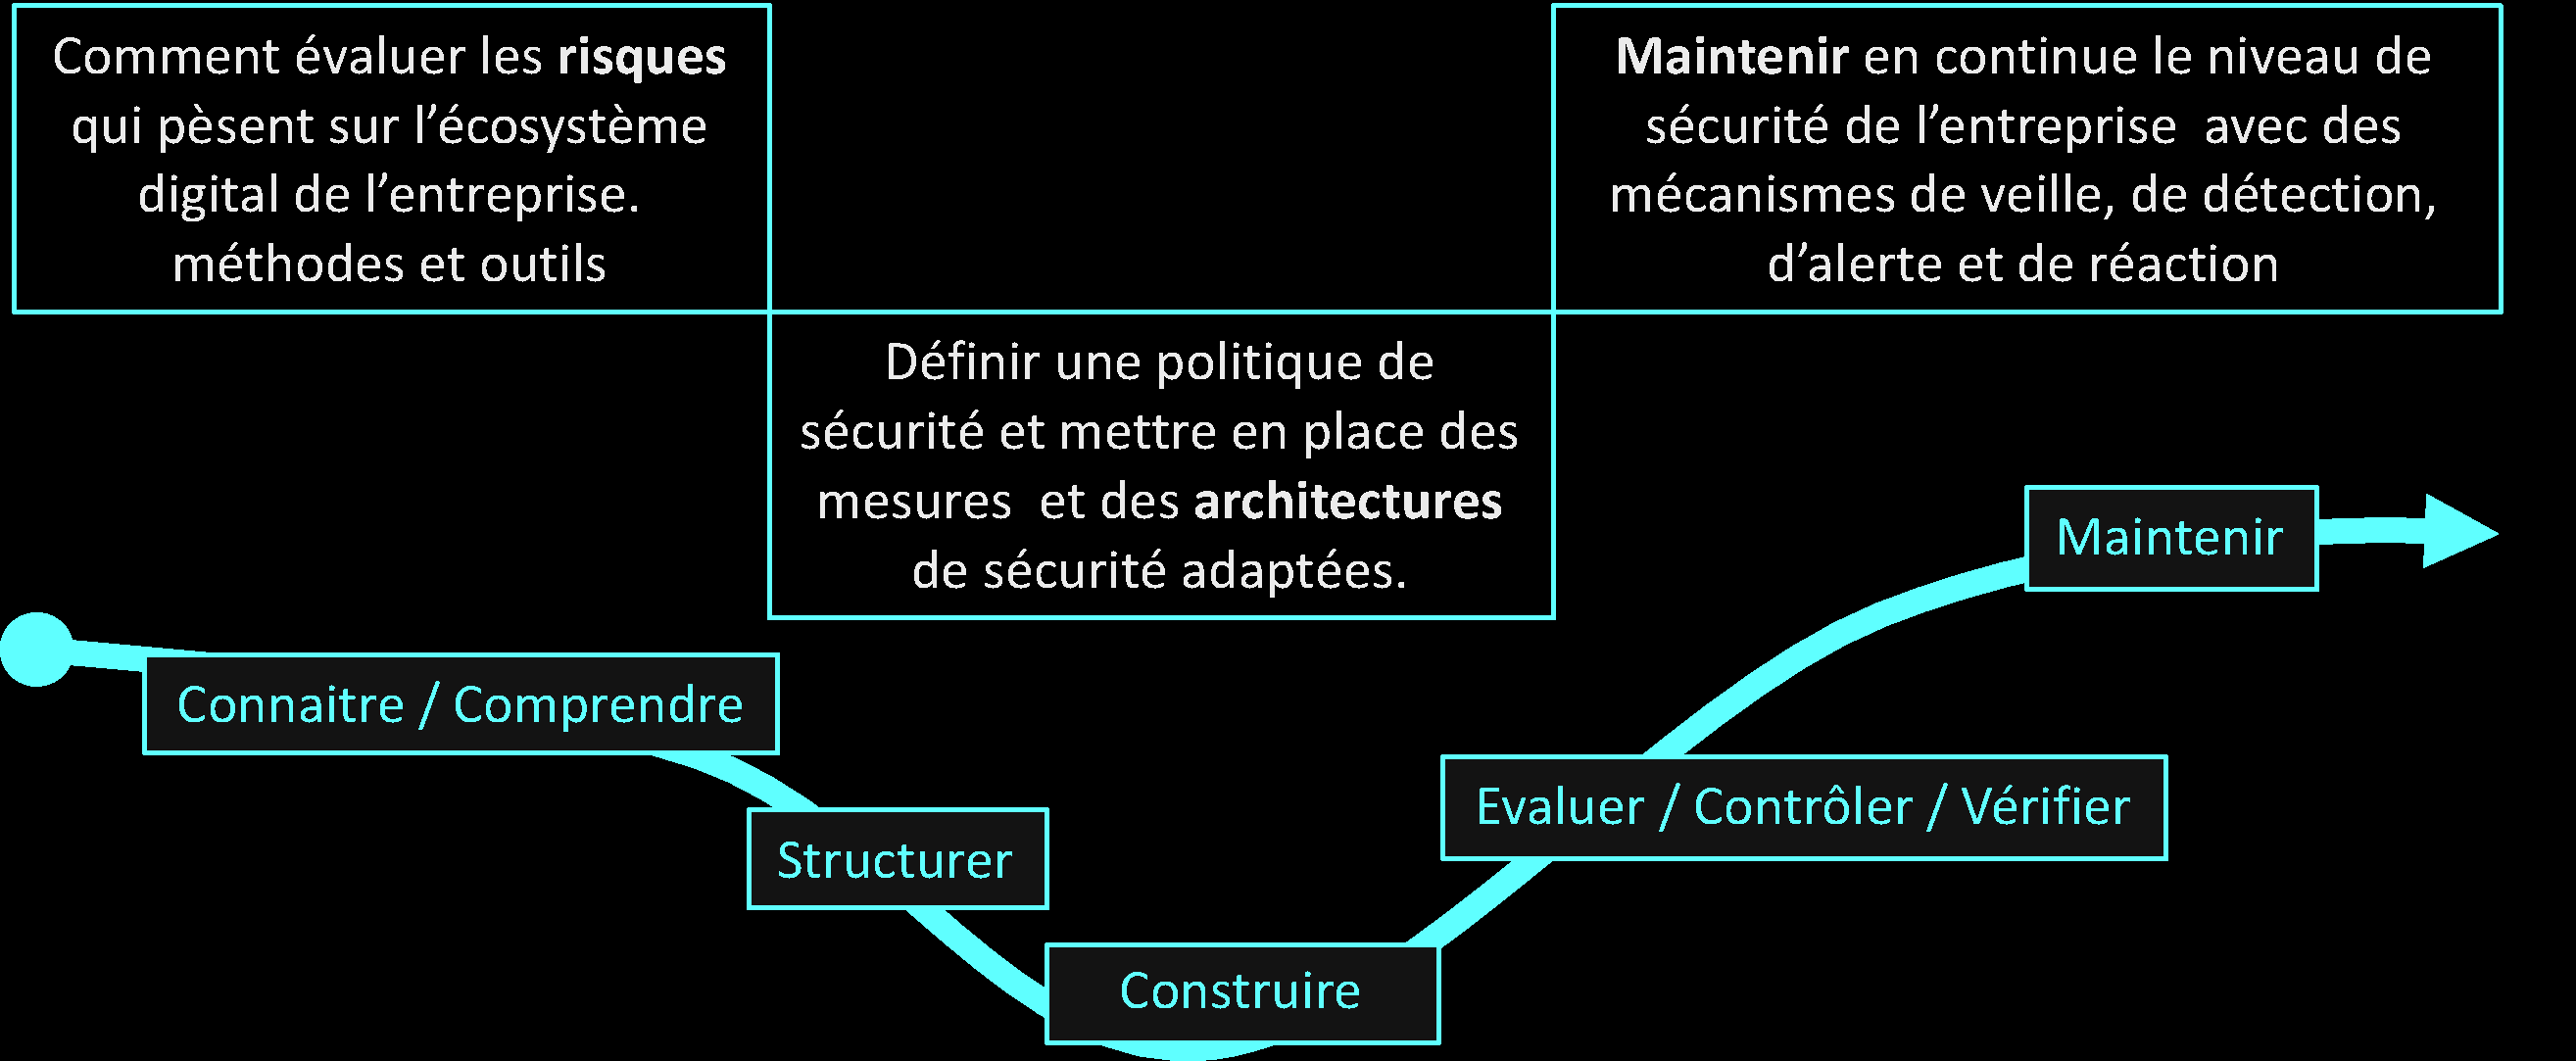 Comment évaluer les risques
qui pèsent sur l’écosystème
digital de l’entreprise.
méthodes et outils
Définir une politique de
sécurité et mettre en place des
mesures  et des architectures
de sécurité adaptées.
Maintenir en continue le niveau de
sécurité de l’entreprise  avec des
mécanismes de veille, de détection,
d’alerte et de réaction
Connaitre / Comprendre
Structurer
Construire
Evaluer / Contrôler / Vérifier
Maintenir